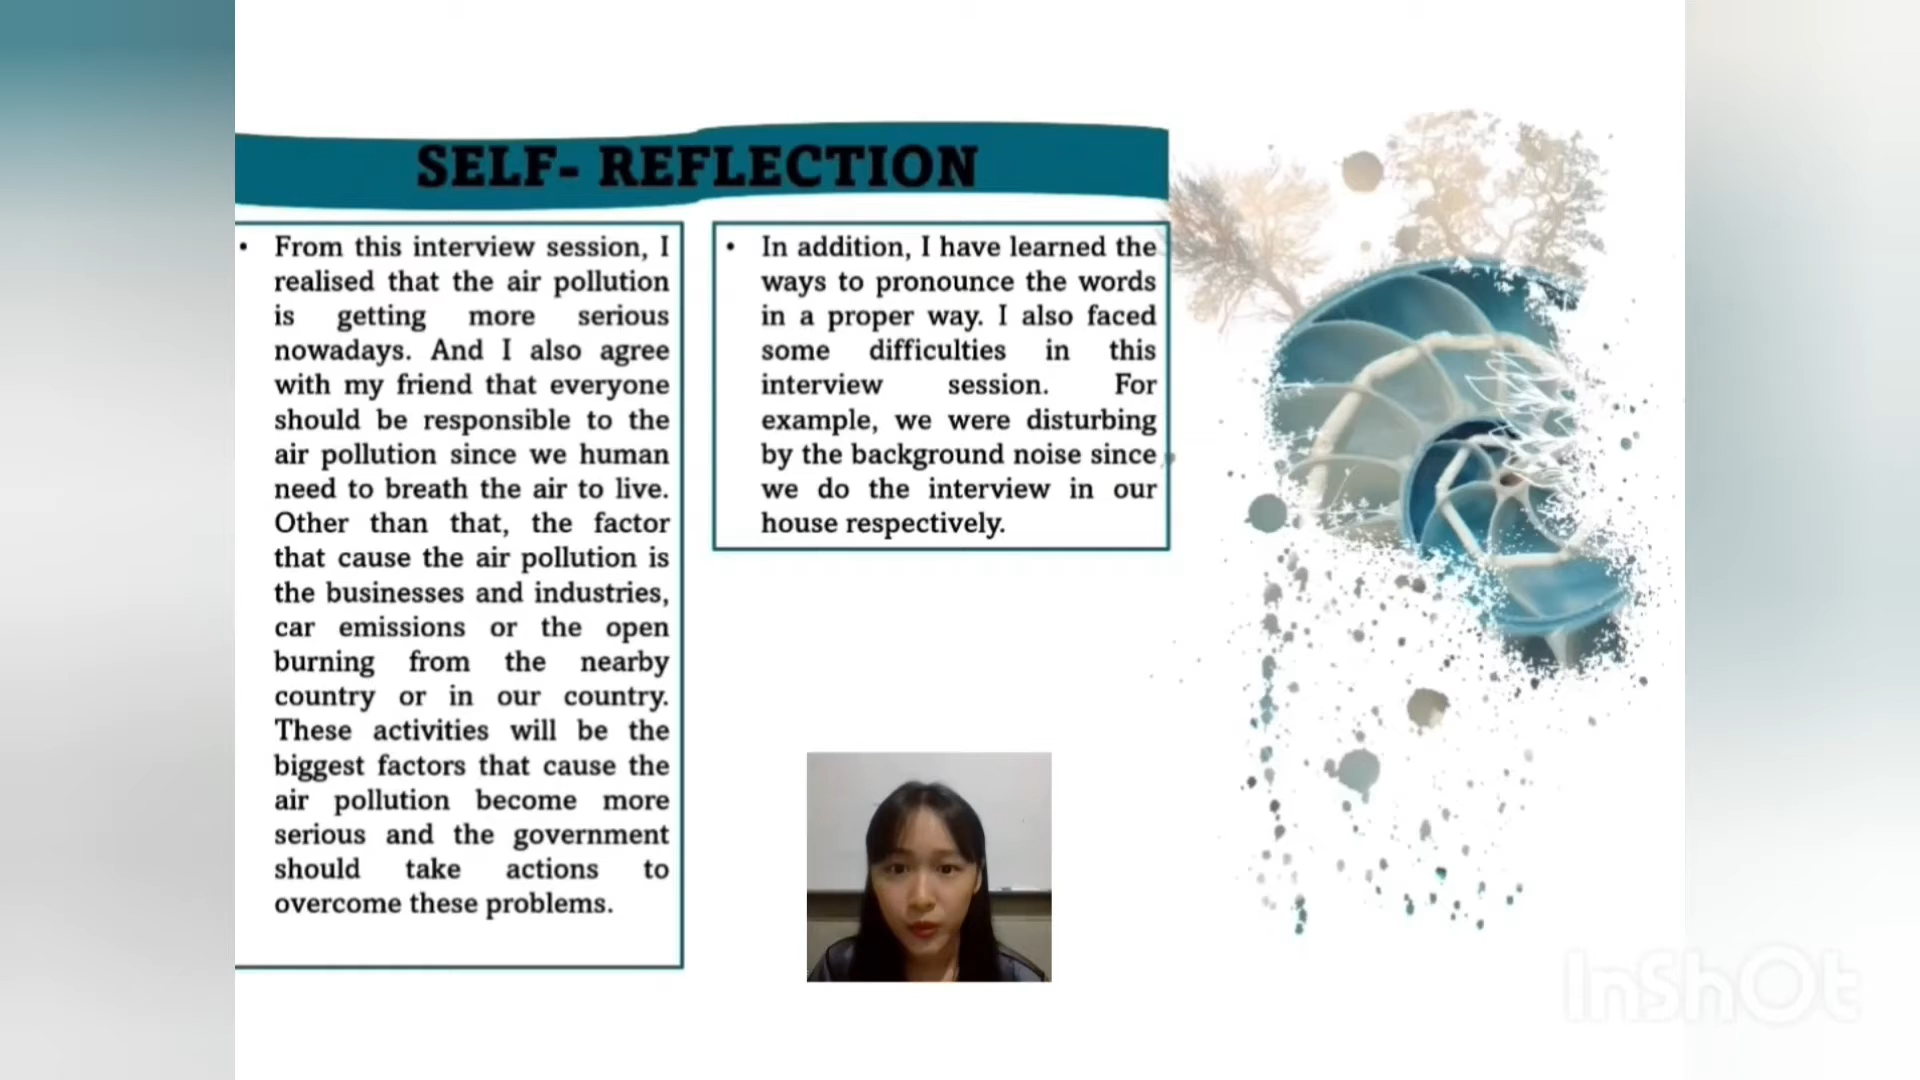 SELF- REFLECTION
• From this interview session, I
realised that the air pollution
is getting more serious
nowadays. And I also agree
with my friend that everyone
should be responsible to the
air pollution since we human
need to breath the air to live.
Other than that, the factor
that cause the air pollution is
the businesses and industries,
car emissions or the open
burning from the nearby
country or in our country.
These activities will be the
biggest factors that cause the
air pollution become more
serious and the government
should take actions to
overcome these problems.
• In addition, I have learned the
ways to pronounce the words
in a proper way. I also faced
some difficulties in this
interview session. For
example, we were disturbing
by the background noise since
we do the interview in our
house respectively.
InShOt